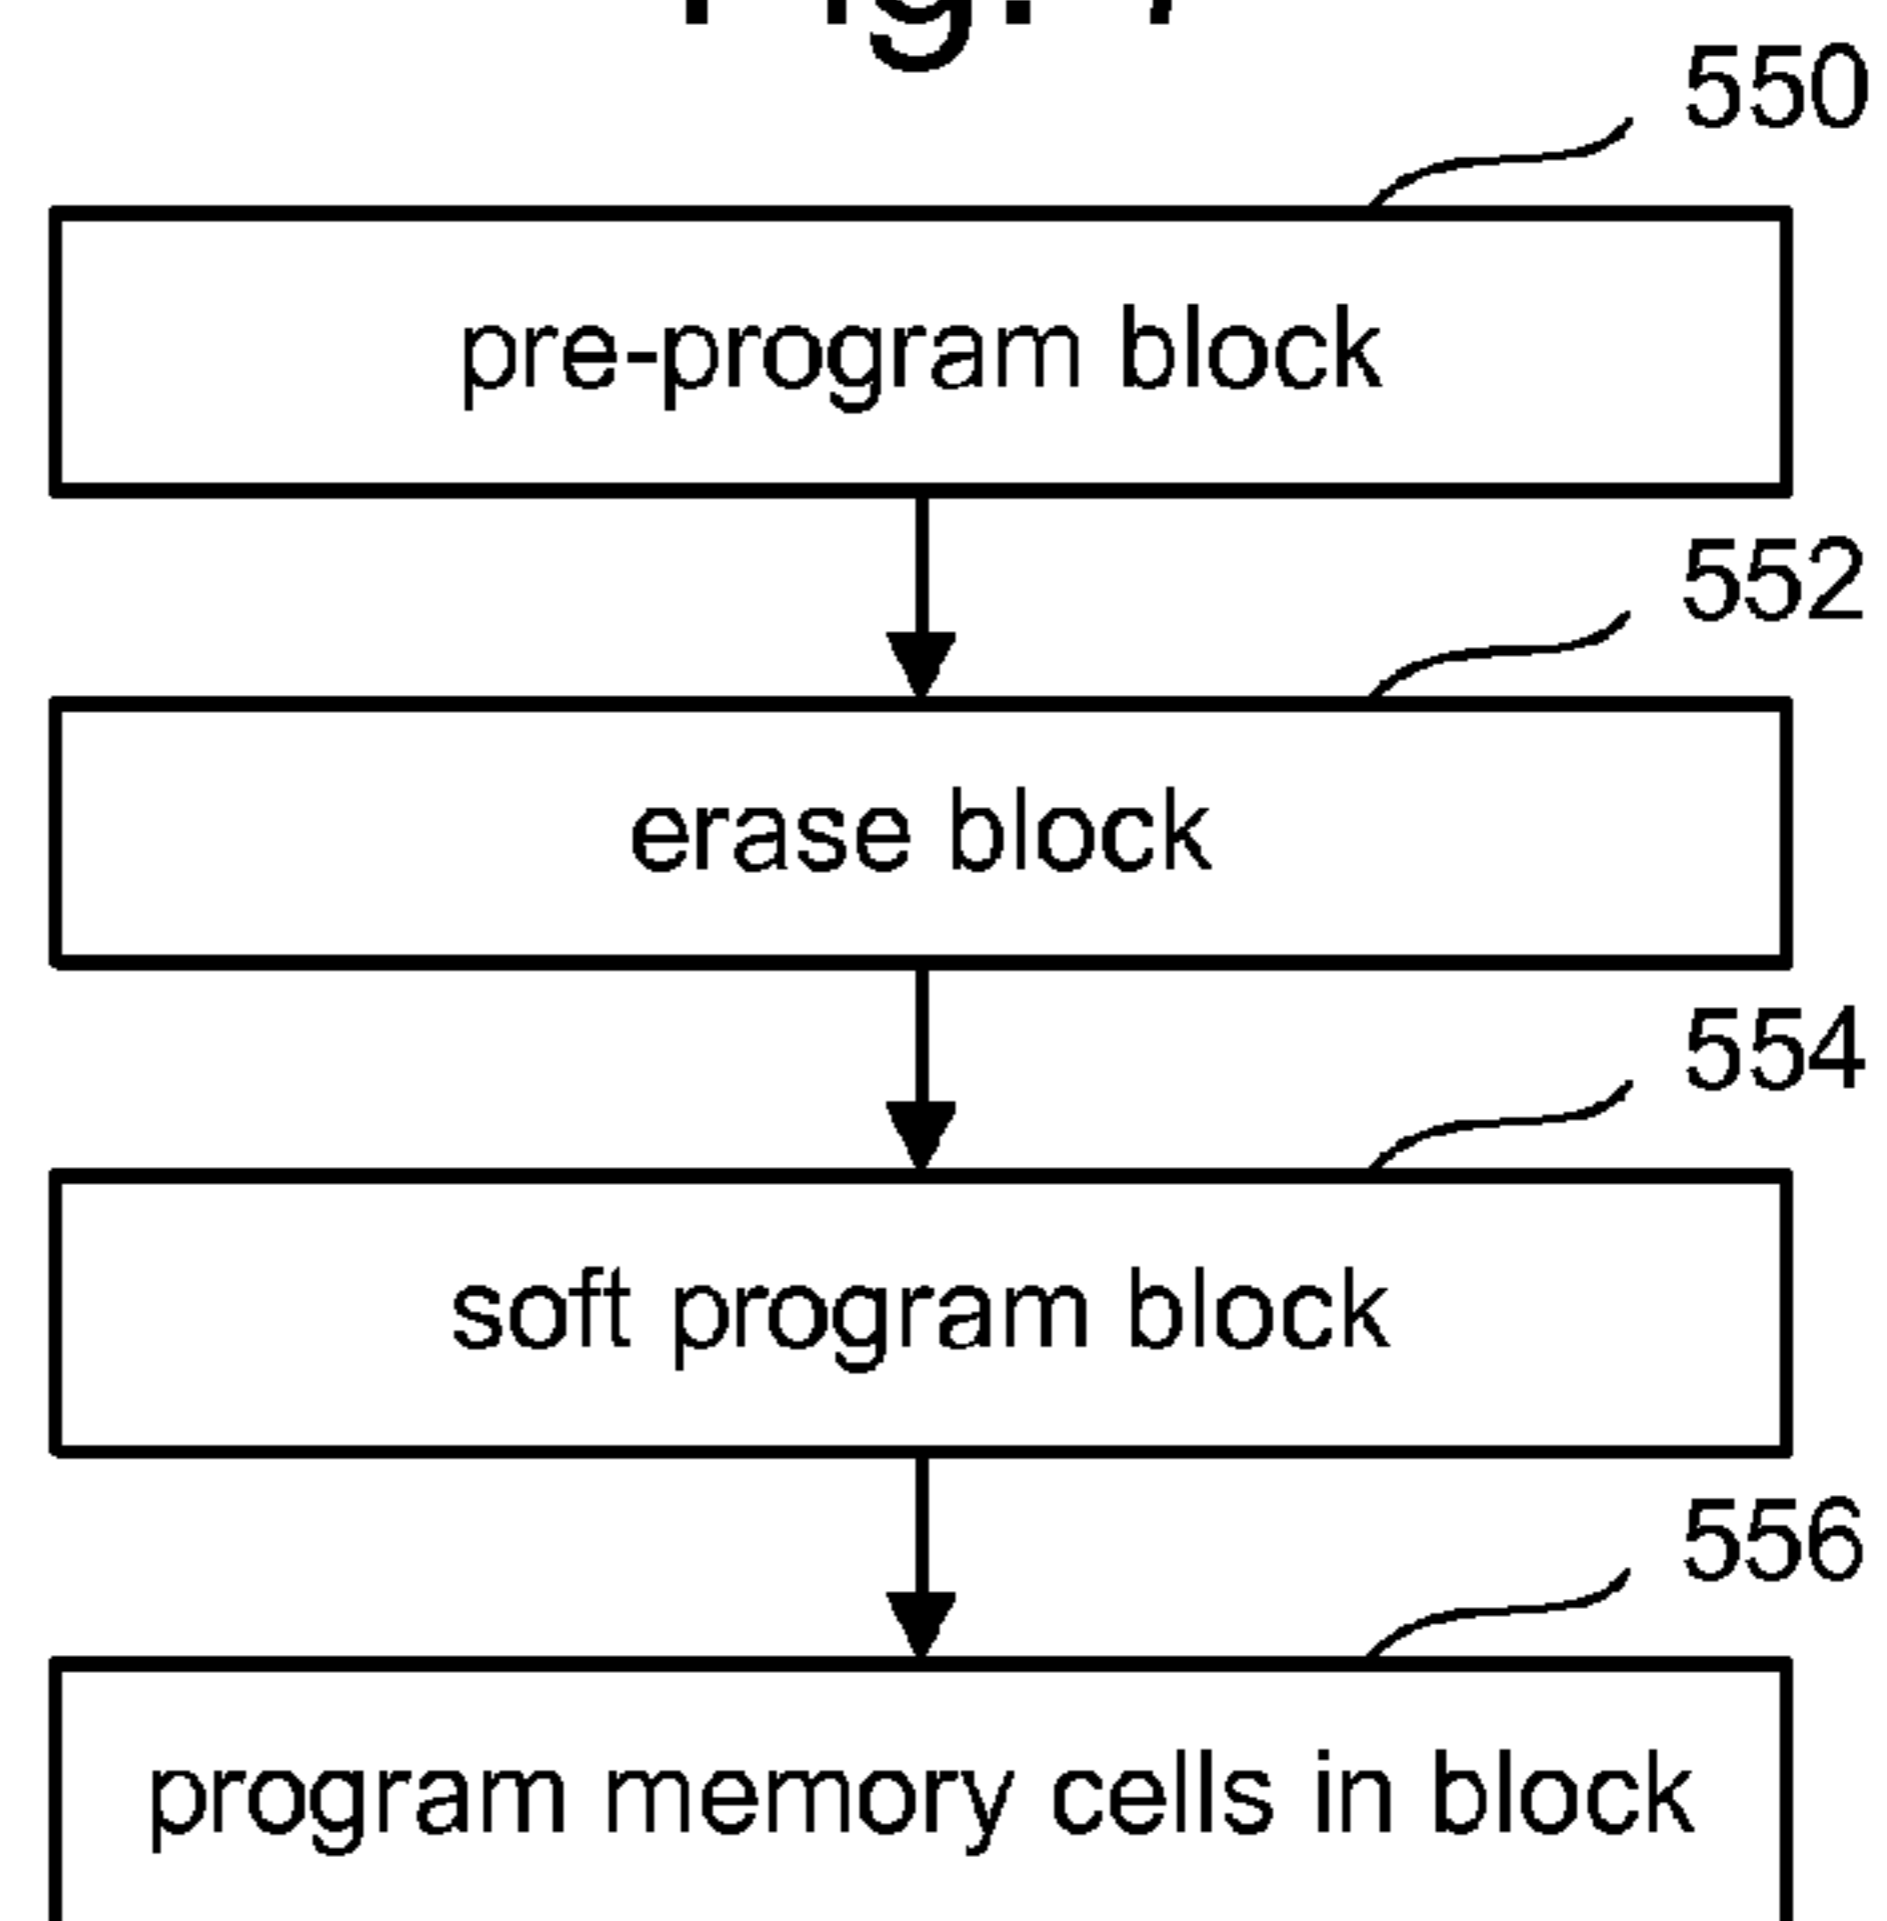 550
pre-program block
552
erase block
554
soft program block
556
program memory cells in block